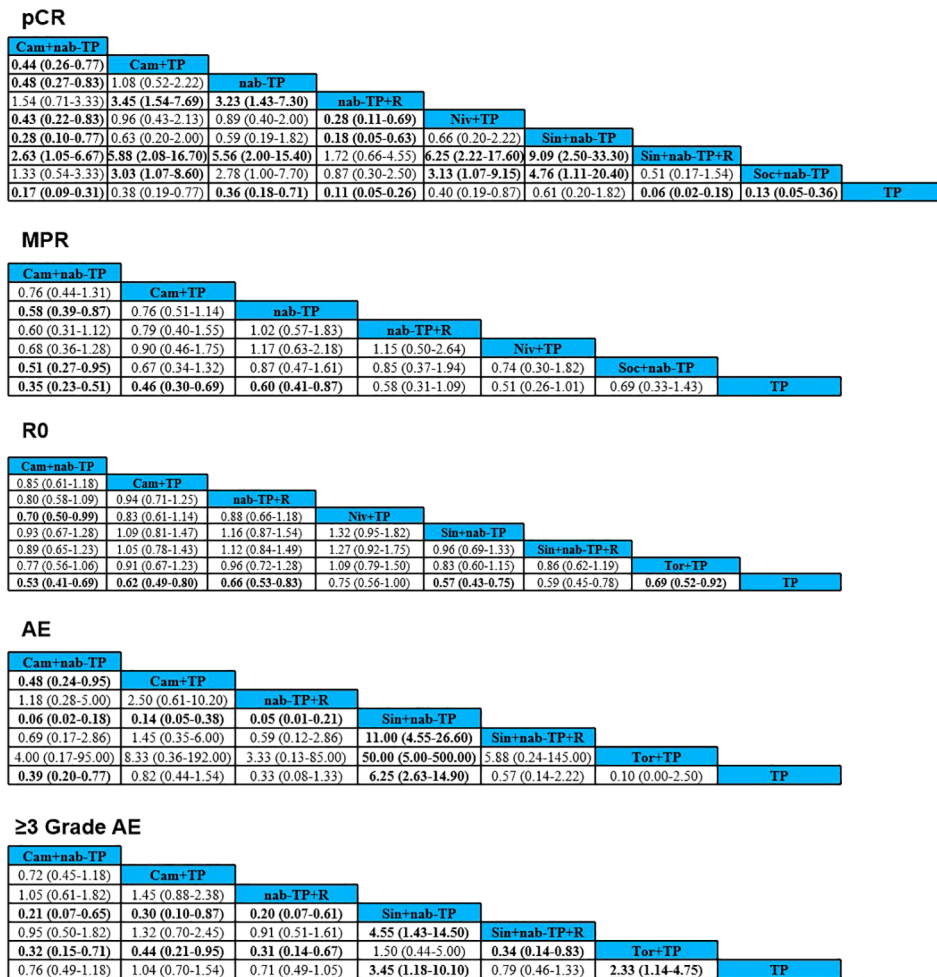 pCR
Cam+nab-TP
0.44 (0.26-0.77) Cam+TP
0.48 (0.27-0.83) 1.08 (0.52-2.22) nab-TP
1.54 (0.71-3.33) 3.45 (1.54-7.69) 3.23 (1.43-7.30) nab-TP+R
0.43 (0.22-0.83) 0.96 (0.43-2.13) 0.89 (0.40-2.00) 0.28 (0.11-0.69) Niv+TP
0.28 (0.10-0.77) 0.63 (0.20-2.00) 0.59 (0.19-1.82) 0.18 (0.05-0.63) 0.66 (0.20-2.22) Sin+nab-TP
2.63 (1.05-6.67) 5.88 (2.08-16.70) 5.56 (2.00-15.40) 1.72 (0.66-4.55) 6.25 (2.22-17.60) 9.09 (2.50-33.30) Sin+nab-TP+R
1.33 (0.54-3.33) 3.03 (1.07-8.60) 2.78 (1.00-7.70) 0.87 (0.30-2.50) 3.13 (1.07-9.15) 4.76 (1.11-20.40) 0.51 (0.17-1.54) Soc+nab-TP
0.17 (0.09-0.31) 0.38 (0.19-0.77) 0.36 (0.18-0.71) 0.11 (0.05-0.26) 0.40 (0.19-0.87) 0.61 (0.20-1.82) 0.06 (0.02-0.18) 0.13 (0.05-0.36) TP
MPR
Cam+nab-TP
0.76 (0.44-1.31) Cam+TP
0.58 (0.39-0.87) 0.76 (0.51-1.14) nab-TP
0.60 (0.31-1.12) 0.79 (0.40-1.55) 1.02 (0.57-1.83) nab-TP+R
0.68 (0.36-1.28) 0.90 (0.46-1.75) 1.17 (0.63-2.18) 1.15 (0.50-2.64) Niv+TP
0.51 (0.27-0.95) 0.67 (0.34-1.32) 0.87 (0.47-1.61) 0.85 (0.37-1.94) 0.74 (0.30-1.82) Soc+nab-TP
0.35 (0.23-0.51) 0.46 (0.30-0.69) 0.60 (0.41-0.87) 0.58 (0.31-1.09) 0.51 (0.26-1.01) 0.69 (0.33-1.43) TP
R0
Cam+nab-TP
0.85 (0.61-1.18) Cam+TP
0.80 (0.58-1.09) 0.94 (0.71-1.25) nab-TP+R
0.70 (0.50-0.99) 0.83 (0.61-1.14) 0.88 (0.66-1.18) Niv+TP
0.93 (0.67-1.28) 1.09 (0.81-1.47) 1.16 (0.87-1.54) 1.32 (0.95-1.82) Sin+nab-TP
0.89 (0.65-1.23) 1.05 (0.78-1.43) 1.12 (0.84-1.49) 1.27 (0.92-1.75) 0.96 (0.69-1.33) Sin+nab-TP+R
0.77 (0.56-1.06) 0.91 (0.67-1.23) 0.96 (0.72-1.28) 1.09 (0.79-1.50) 0.83 (0.60-1.15) 0.86 (0.62-1.19) Tor+TP
0.53 (0.41-0.69) 0.62 (0.49-0.80) 0.66 (0.53-0.83) 0.75 (0.56-1.00) 0.57 (0.43-0.75) 0.59 (0.45-0.78) 0.69 (0.52-0.92) TP
AE
Cam+nab-TP
0.48 (0.24-0.95) Cam+TP
1.18 (0.28-5.00) 2.50 (0.61-10.20) nab-TP+R
0.06 (0.02-0.18) 0.14 (0.05-0.38) 0.05 (0.01-0.21) Sin+nab-TP
0.69 (0.17-2.86) 1.45 (0.35-6.00) 0.59 (0.12-2.86) 11.00 (4.55-26.60) Sin+nab-TP+R
4.00 (0.17-95.00) 8.33 (0.36-192.00) 3.33 (0.13-85.00) 50.00 (5.00-500.00) 5.88 (0.24-145.00) Tor+TP
0.39 (0.20-0.77) 0.82 (0.44-1.54) 0.33 (0.08-1.33) 6.25 (2.63-14.90) 0.57 (0.14-2.22) 0.10 (0.00-2.50) TP
≥3 Grade AE
Cam+nab-TP
0.72 (0.45-1.18) Cam+TP
1.05 (0.61-1.82) 1.45 (0.88-2.38) nab-TP+R
0.21 (0.07-0.65) 0.30 (0.10-0.87) 0.20 (0.07-0.61) Sin+nab-TP
0.95 (0.50-1.82) 1.32 (0.70-2.45) 0.91 (0.51-1.61) 4.55 (1.43-14.50) Sin+nab-TP+R
0.32 (0.15-0.71) 0.44 (0.21-0.95) 0.31 (0.14-0.67) 1.50 (0.44-5.00) 0.34 (0.14-0.83) Tor+TP
0.76 (0.49-1.18) 1.04 (0.70-1.54) 0.71 (0.49-1.05) 3.45 (1.18-10.10) 0.79 (0.46-1.33) 2.33 (1.14-4.75) TP